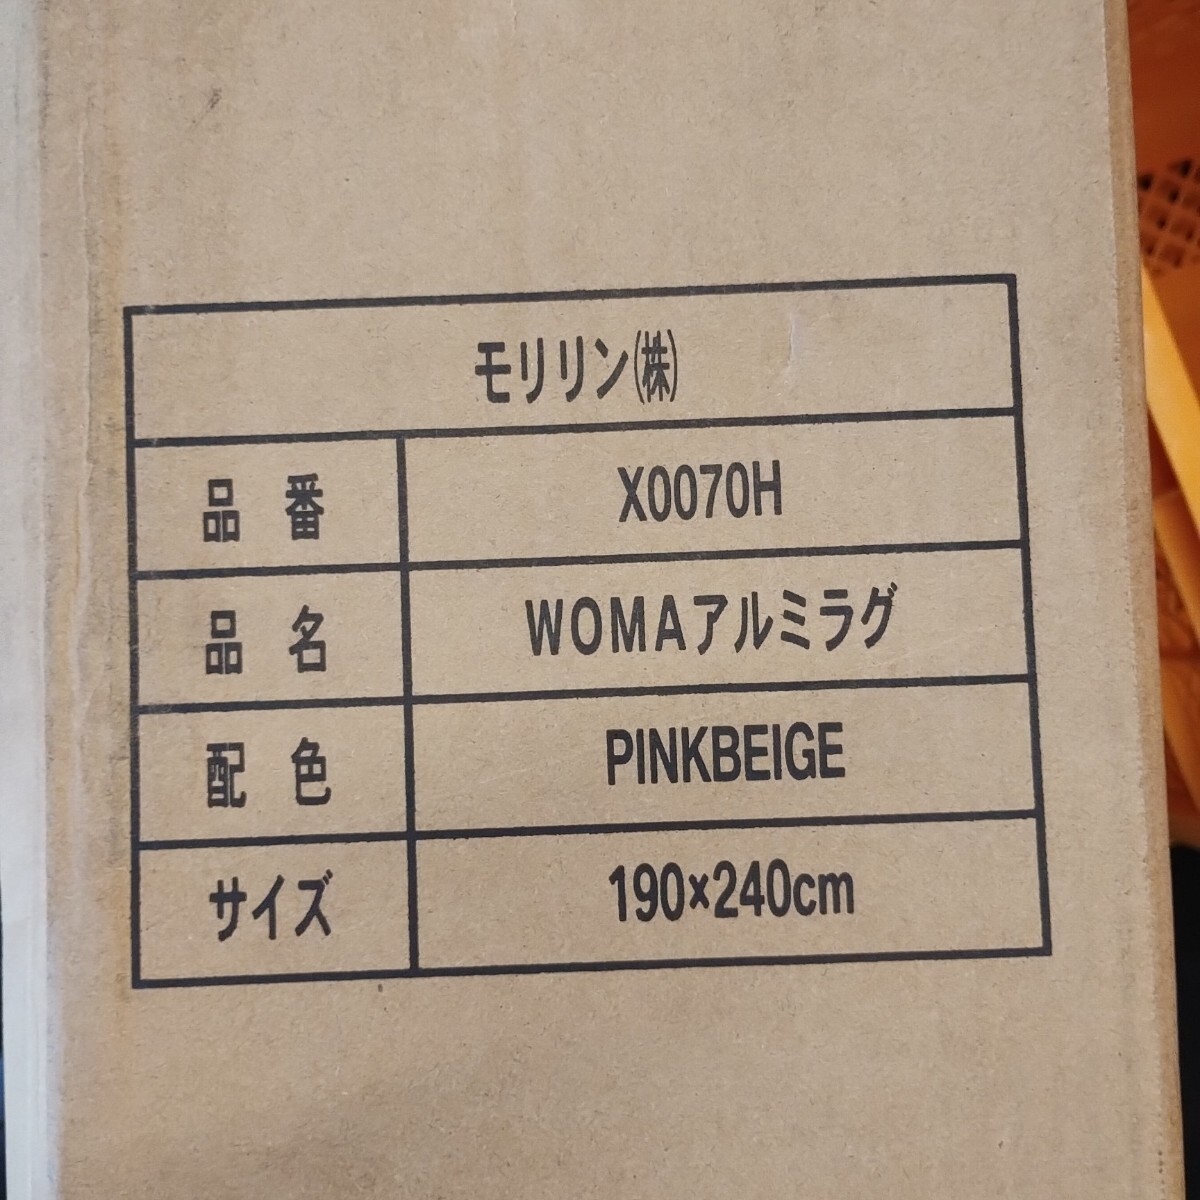 モリリン㈱
品 番 X0070H
品 名 WOMAアルミラグ
配 色 PINKBEIGE
サイズ 190×240cm